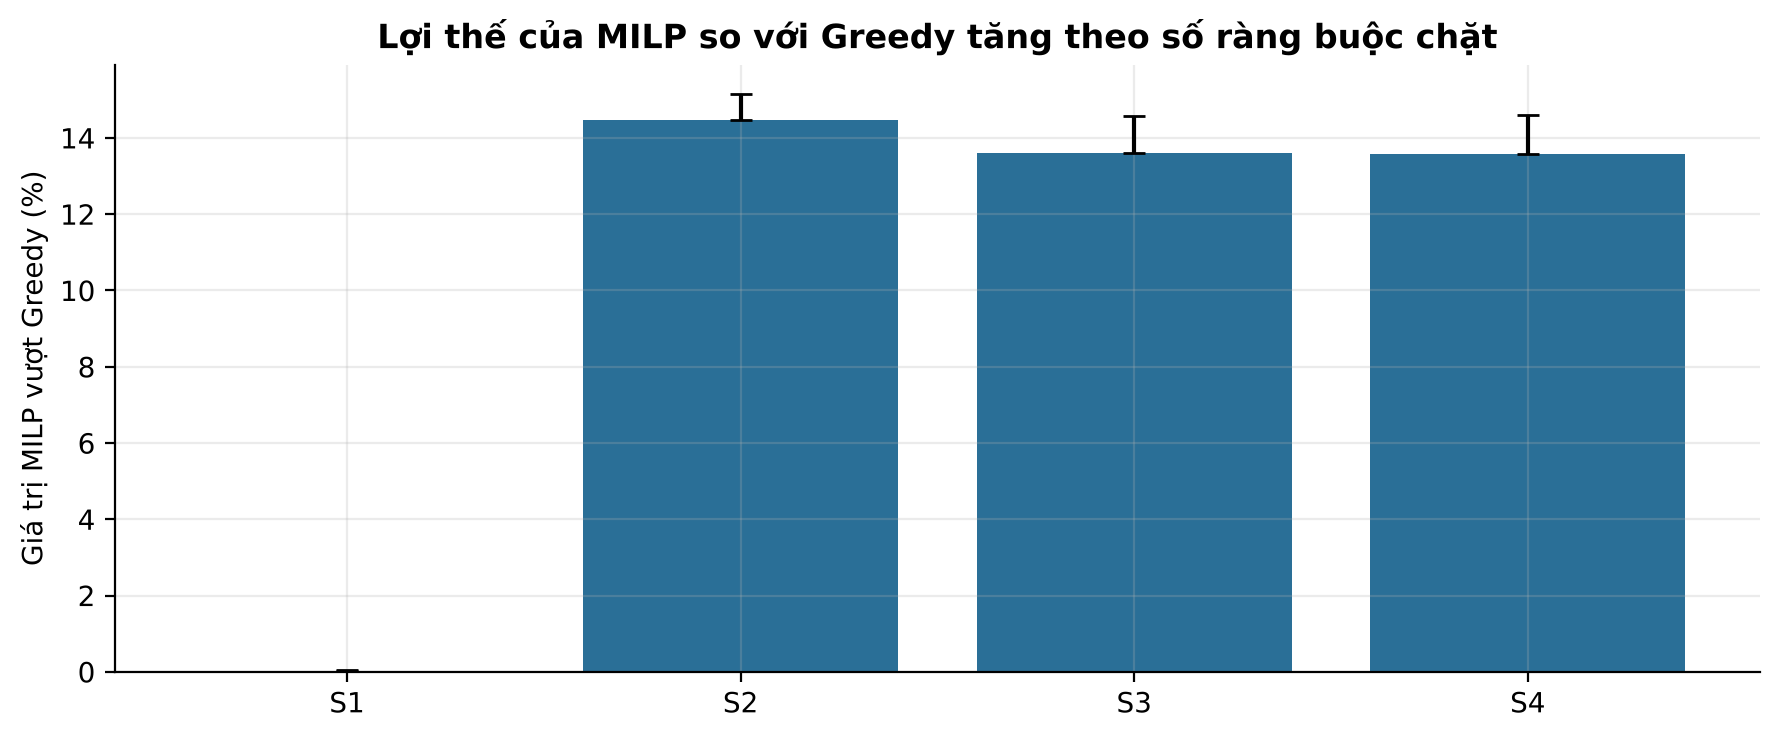 Lợi thế của MILP so với Greedy tăng theo số ràng buộc chặt
Giá trị MILP vượt Greedy (%)
14
12
10
8
6
4
2
0
S1 S2 S3 S4